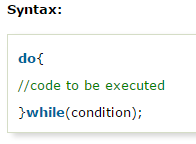 Syntax:
do{
//code to be executed
}while(condition);